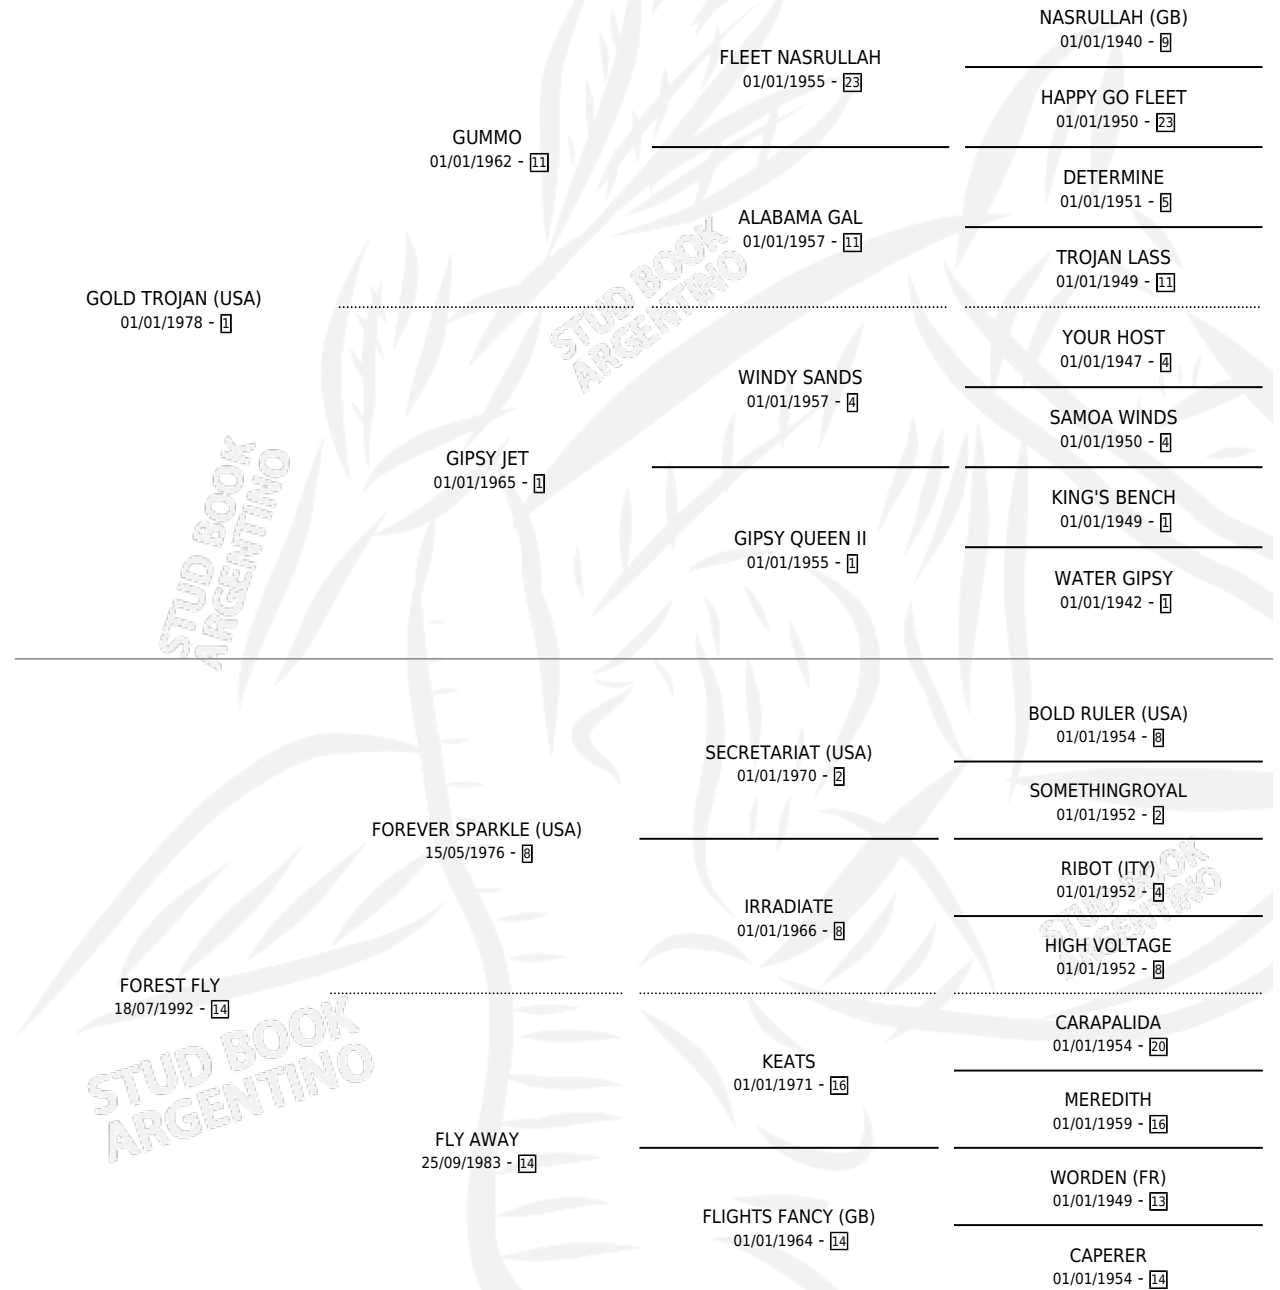 NASRULLAH (GB)
01/01/1940 - 9
FLEET NASRULLAH
01/01/1955 - 23
HAPPY GO FLEET
01/01/1950 - 23
GUMMO
01/01/1962 - 11
DETERMINE
01/01/1951 - 5
ALABAMA GAL
01/01/1957 - 11
TROJAN LASS
01/01/1949 - 11
GOLD TROJAN (USA)
01/01/1978 - 1
YOUR HOST
01/01/1947 - 4
WINDY SANDS
01/01/1957 - 4
SAMOA WINDS
01/01/1950 - 4
GIPSY JET
01/01/1965 - 1
KING'S BENCH
01/01/1949 - 1
GIPSY QUEEN II
01/01/1955 - 1
WATER GIPSY
01/01/1942 - 1
STUD BOOK
ARGENTINO
STUD BOOK
ARGENTINO
BOLD RULER (USA)
01/01/1954 - 8
SECRETARIAT (USA)
01/01/1970 - 2
SOMETHINGROYAL
01/01/1952 - 2
FOREVER SPARKLE (USA)
15/05/1976 - 8
RIBOT (ITY)
01/01/1952 - 4
IRRADIATE
01/01/1966 - 8
HIGH VOLTAGE
01/01/1952 - 8
STUD BOOK
ARGENTINO
FOREST FLY
18/07/1992 - 14
CARAPALIDA
01/01/1954 - 20
KEATS
01/01/1971 - 16
MEREDITH
01/01/1959 - 16
FLY AWAY
25/09/1983 - 14
WORDEN (FR)
01/01/1949 - 13
FLIGHTS FANCY (GB)
01/01/1964 - 14
CAPERER
01/01/1954 - 14
STUD BOOK
ARGENTINO